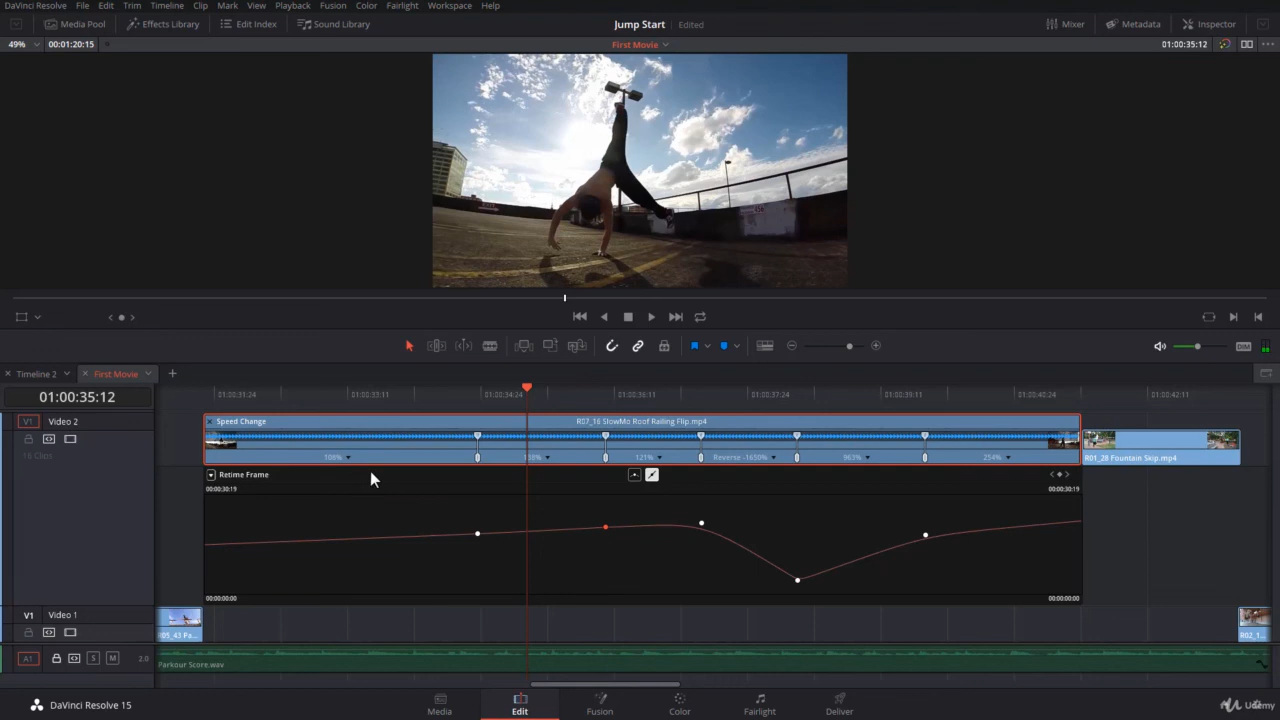 DaVinci Resolve File Edit Trim Timeline Clip Mark View Playback Fusion Color Fairlight Workspace Help
Media Pool Effects Library Edit Index Sound Library Jump Start Edited Mixer Metadata Inspector
49% 00:01:20:15 First Movie 01:00:35:12
DIM
Timeline 2 First Movie
01:00:35:12 01:00:31:24 01:00:33:11 01:00:34:24 01:00:36:11 01:00:37:24 01:00:39:11 01:00:40:24 01:00:42:11
V1 Video 2 Speed Change R07_16 SlowMo Roof Railing Flip.mp4
16 Clips 108% 121% Reverse -1650% 963% 254% R01_28 Fountain Skip.mp4
Retime Frame
00:00:30:19 00:00:30:19
00:00:00:00 00:00:00:00
V1 Video 1
R05_43 Fo... R02_1...
A1 S M 2.0 Parkour Score.wav
DaVinci Resolve 15 Media Edit Fusion Color Fairlight Deliver Udemy